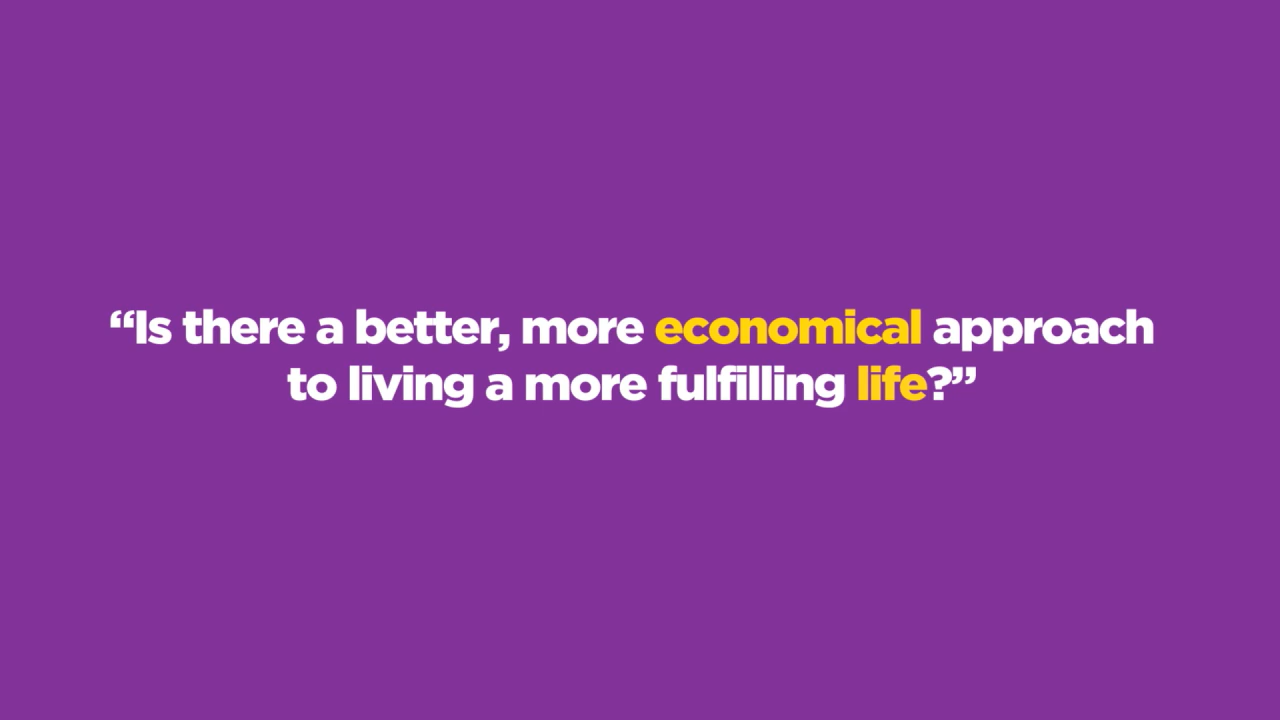 “Is there a better, more economical approach
to living a more fulfilling life?”